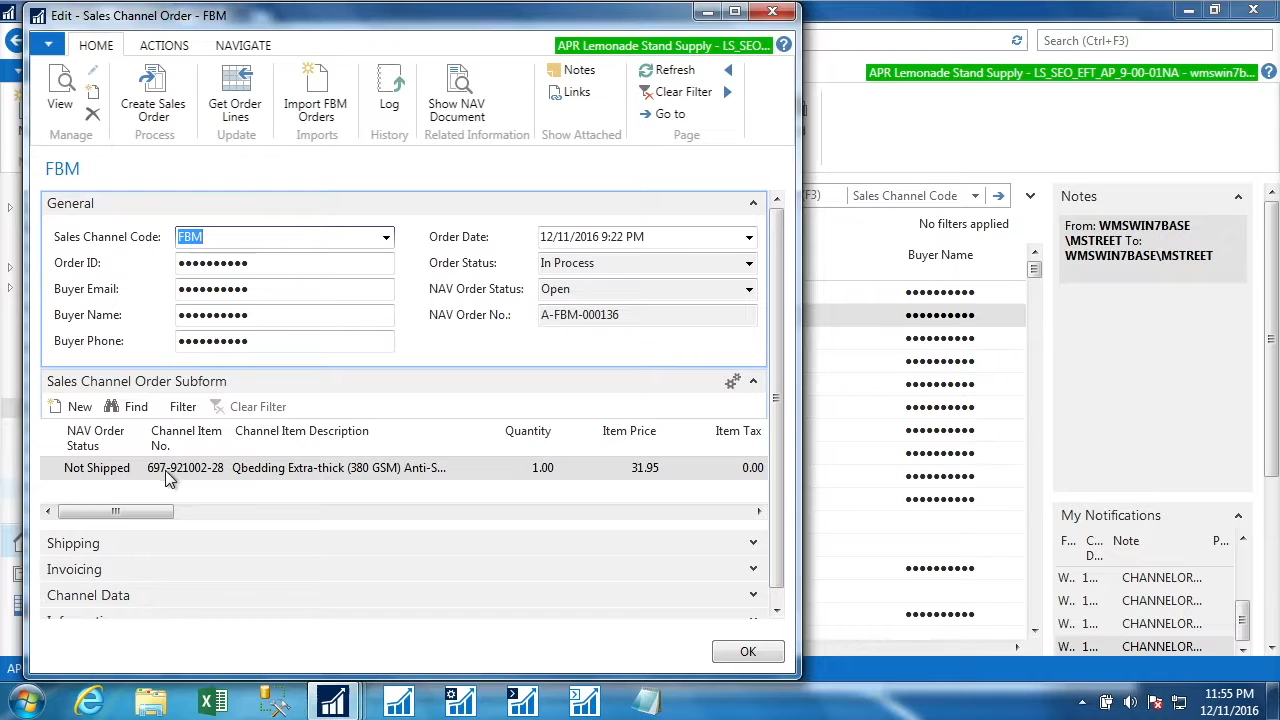 Edit - Sales Channel Order - FBM
HOME ACTIONS NAVIGATE
APR Lemonade Stand Supply - LS_SEO...
View
Create Sales Order
Get Order Lines
Import FBM Orders
Log
Show NAV Document
Notes
Links
Refresh
Clear Filter
Go to
Manage Process Update Imports History Related Information Show Attached Page
Search (Ctrl+F3)
APR Lemonade Stand Supply - LS_SEO_EFT_AP_9-00-01NA - wmswin7b...
FBM
General
Sales Channel Code: FBM
Order ID: ••••••••••
Buyer Email: ••••••••••
Buyer Name: ••••••••••
Buyer Phone: ••••••••••
Order Date: 12/11/2016 9:22 PM
Order Status: In Process
NAV Order Status: Open
NAV Order No.: A-FBM-000136
Sales Channel Order Subform
New Find Filter Clear Filter
NAV Order Status
Channel Item No.
Channel Item Description
Quantity
Item Price
Item Tax
Not Shipped 697-921002-28 Qbedding Extra-thick (380 GSM) Anti-S... 1.00 31.95 0.00
Shipping
Invoicing
Channel Data
OK
F3) Sales Channel Code
No filters applied
Buyer Name
••••••••••
••••••••••
••••••••••
••••••••••
••••••••••
••••••••••
••••••••••
••••••••••
••••••••••
••••••••••
••••••••••
••••••••••
Notes
From: WMSWIN7BASE
\MSTREET To:
WMSWIN7BASE\MSTREET
My Notifications
F... C... D... Note P...
W.. 1... CHANNELOR...
W.. 1... CHANNELOR...
W.. 1... CHANNELOR...
W.. 1... CHANNELOR...
AP
11:55 PM
12/11/2016